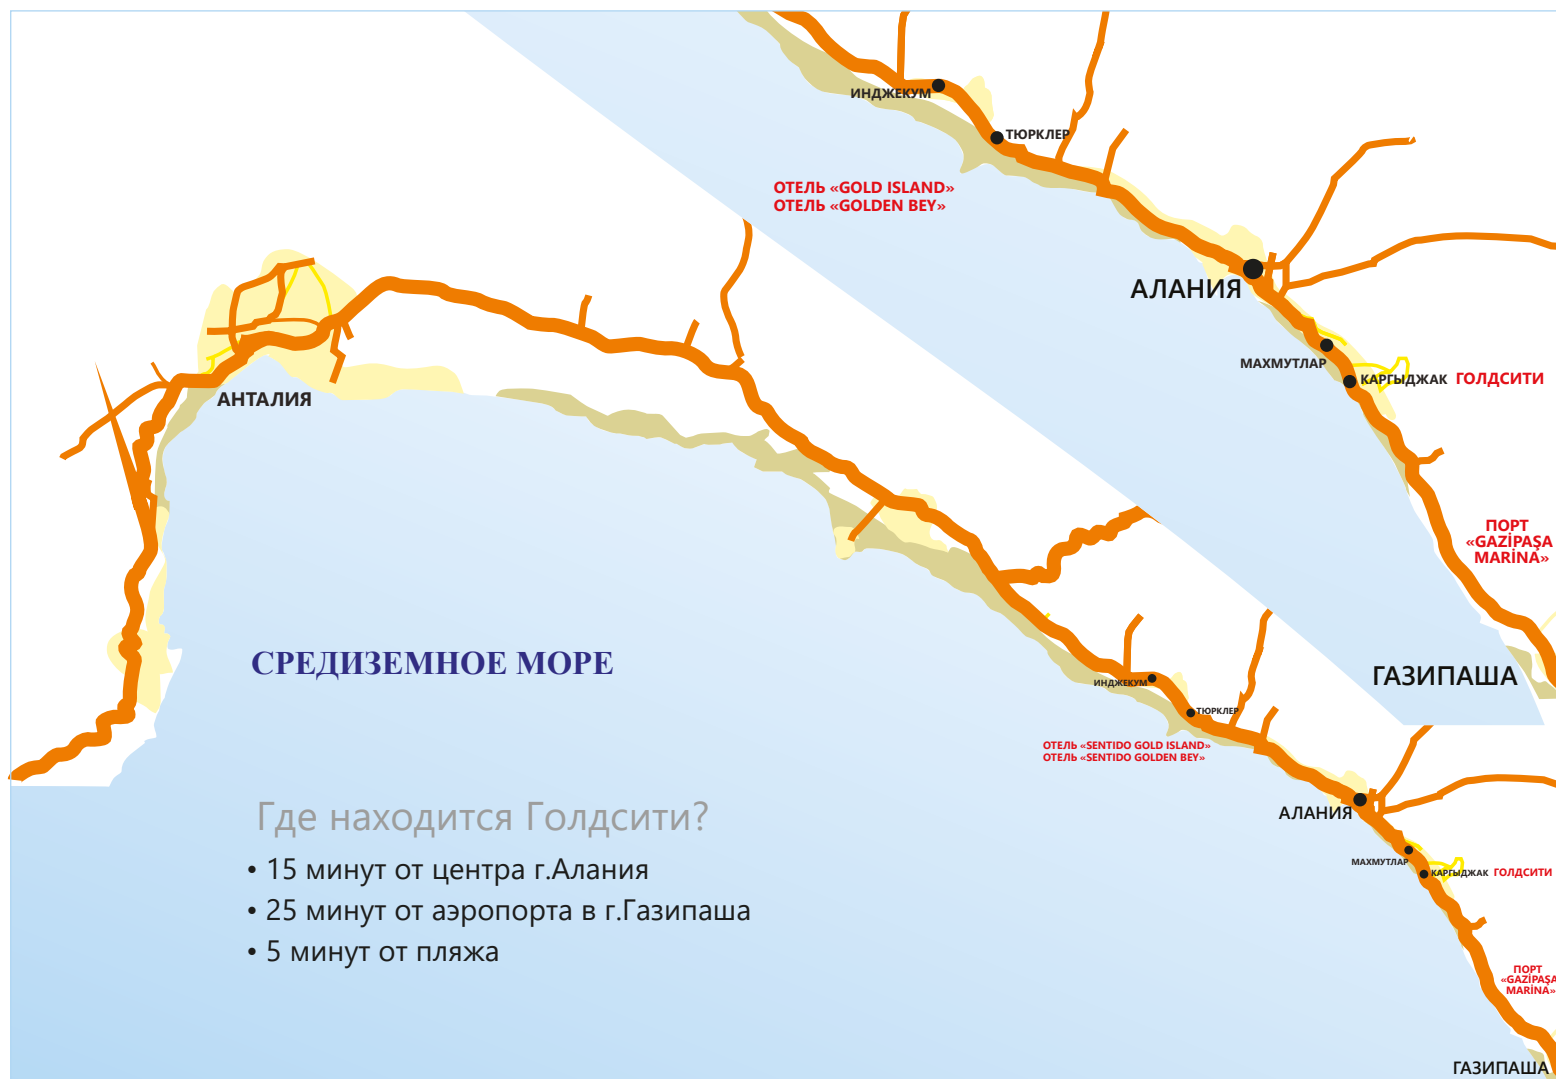 ИНДЖЕКУМ
ТЮРКЛЕР
ОТЕЛЬ «GOLD ISLAND»
ОТЕЛЬ «GOLDEN BEY»
АЛАНИЯ
МАХМУТЛАР
КАРГЫДЖАК ГОЛДСИТИ
АНТАЛИЯ
ПОРТ
«GAZİPAŞA
MARİNA»
ГАЗИПАША
СРЕДИЗЕМНОЕ МОРЕ
ИНДЖЕКУМ
ТЮРКЛЕР
ОТЕЛЬ «SENTIDO GOLD ISLAND»
ОТЕЛЬ «SENTIDO GOLDEN BEY»
АЛАНИЯ
МАХМУТЛАР
КАРГЫДЖАК ГОЛДСИТИ
Где находится Голдсити?
• 15 минут от центра г.Алания
• 25 минут от аэропорта в г.Газипаша
• 5 минут от пляжа
ПОРТ
«GAZİPAŞA
MARİNA»
ГАЗИПАША